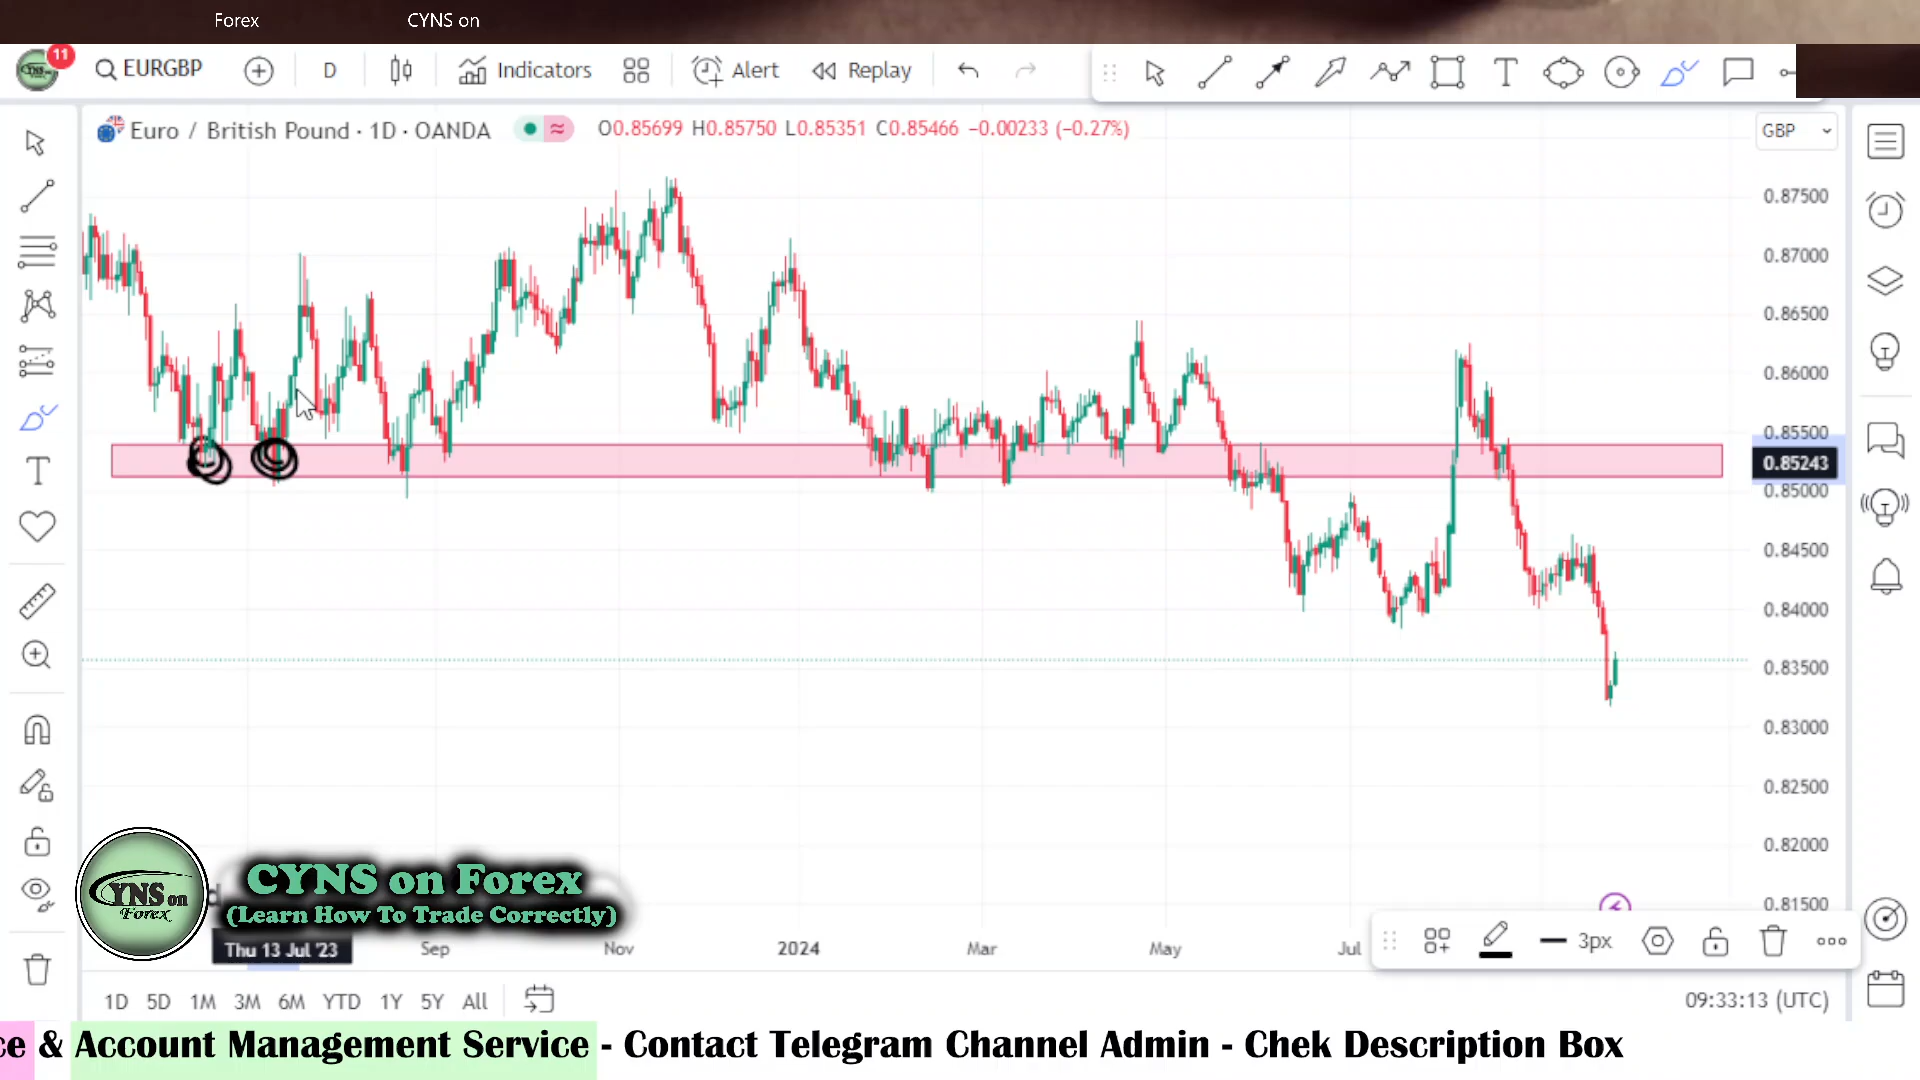 Forex CYNS on
11 EURGBP D Indicators Alert Replay T
Euro / British Pound · 1D · OANDA ≈ O0.85699 H0.85750 L0.85351 C0.85466 −0.00233 (−0.27%) GBP
0.87500
0.87000
0.86500
0.86000
0.85500
0.85243
0.85000
0.84500
0.84000
0.83500
0.83000
0.82500
0.82000
0.81500
CYNS on Forex
(Learn How To Trade Correctly)
YNS on
Forex
Thu 13 Jul '23 Sep Nov 2024 Mar May Jul
3px
1D 5D 1M 3M 6M YTD 1Y 5Y All 09:33:13 (UTC)
ce & Account Management Service - Contact Telegram Channel Admin - Chek Description Box